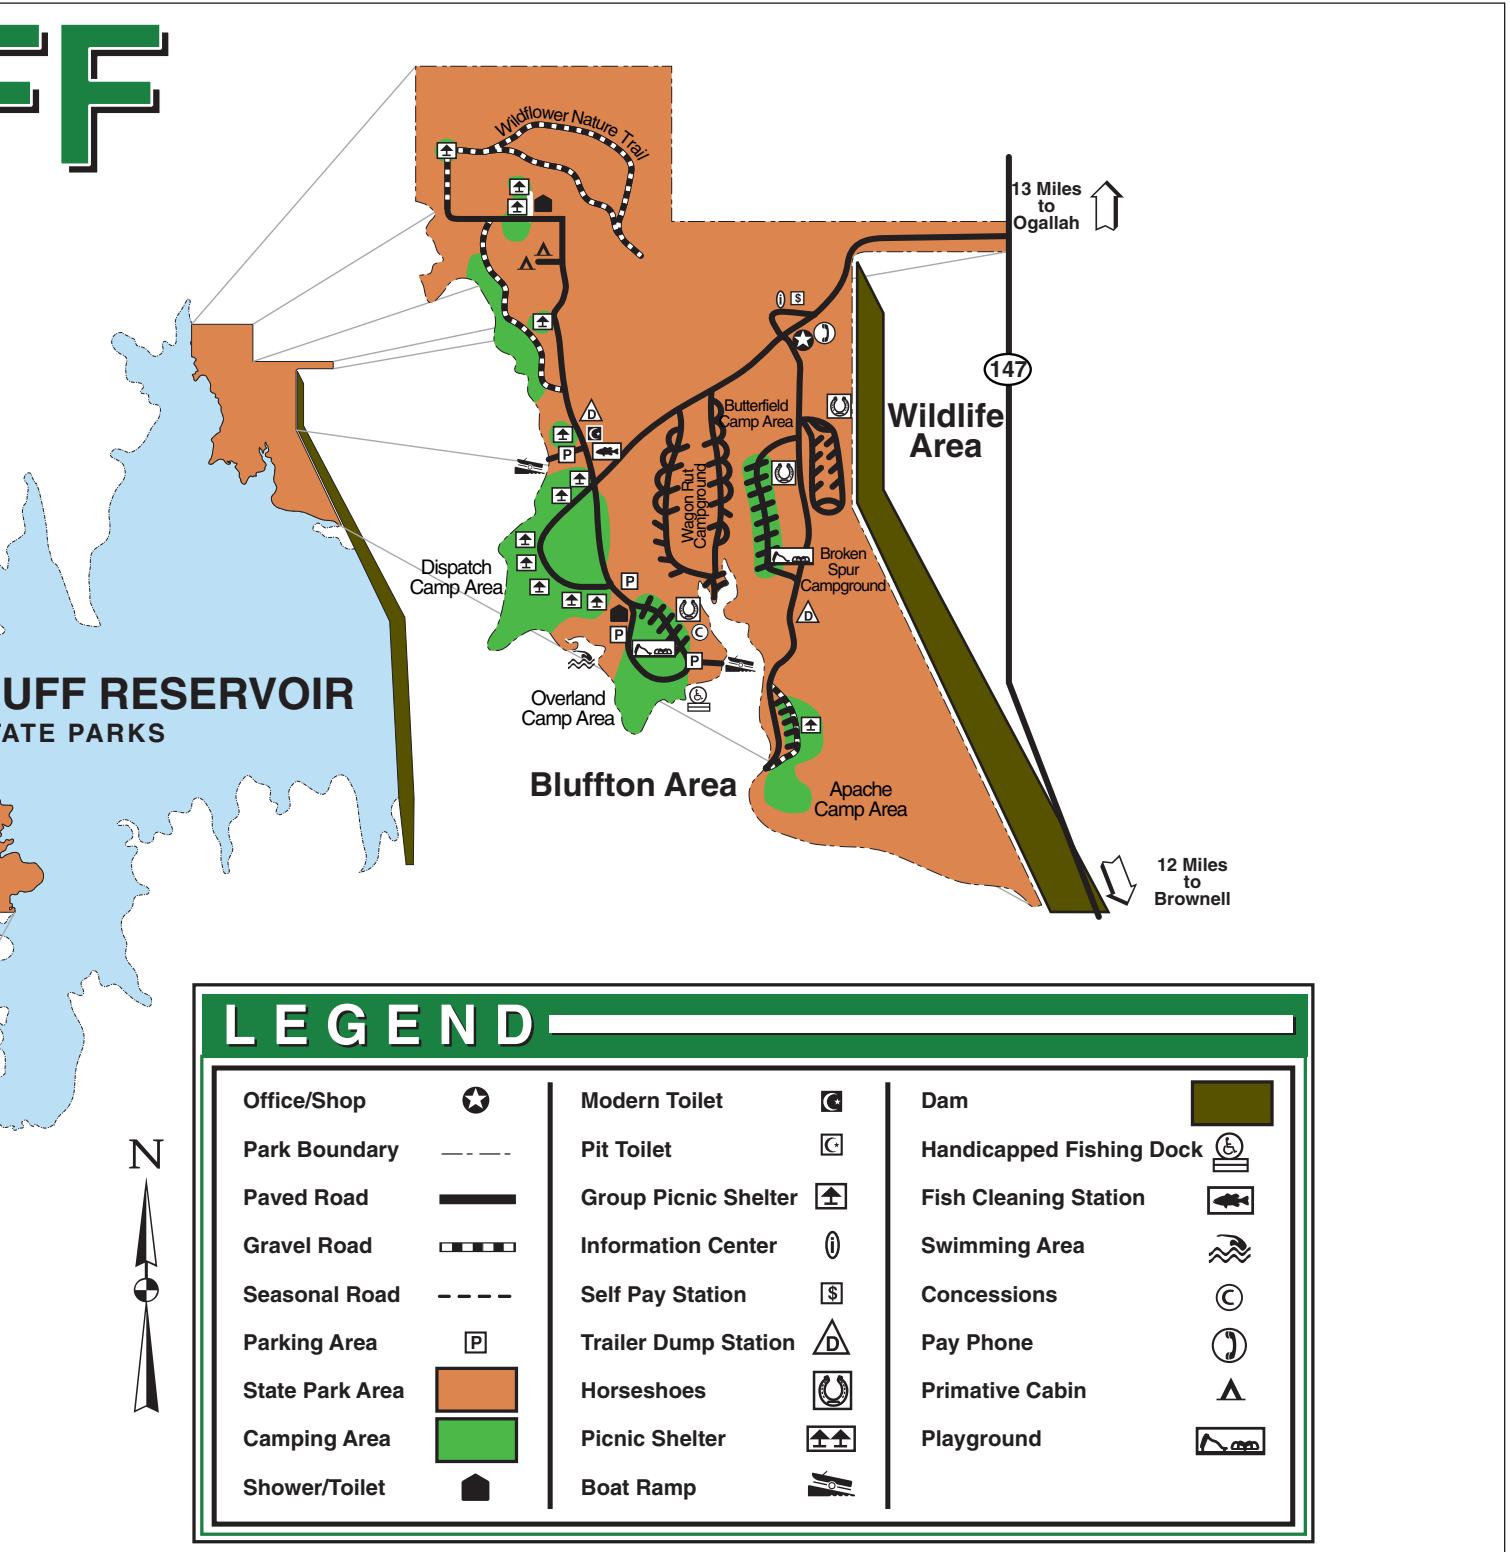 FF
Wildflower Nature Trail
13 Miles
to
Ogallah
i
$
147
Butterfield
Camp Area
Wildlife
Area
D
P
Wagon Rut
Campground
Broken
Spur
Campground
Dispatch
Camp Area
P
D
P
C
P
UFF RESERVOIR
TATE PARKS
Overland
Camp Area
Bluffton Area
Apache
Camp Area
12 Miles
to
Brownell
N
LEGEND
Office/Shop
Park Boundary
Paved Road
Gravel Road
Seasonal Road
Parking Area P
State Park Area
Camping Area
Shower/Toilet
Modern Toilet
Pit Toilet
Group Picnic Shelter
Information Center i
Self Pay Station $
Trailer Dump Station D
Horseshoes
Picnic Shelter
Boat Ramp
Dam
Handicapped Fishing Dock
Fish Cleaning Station
Swimming Area
Concessions C
Pay Phone
Primative Cabin
Playground